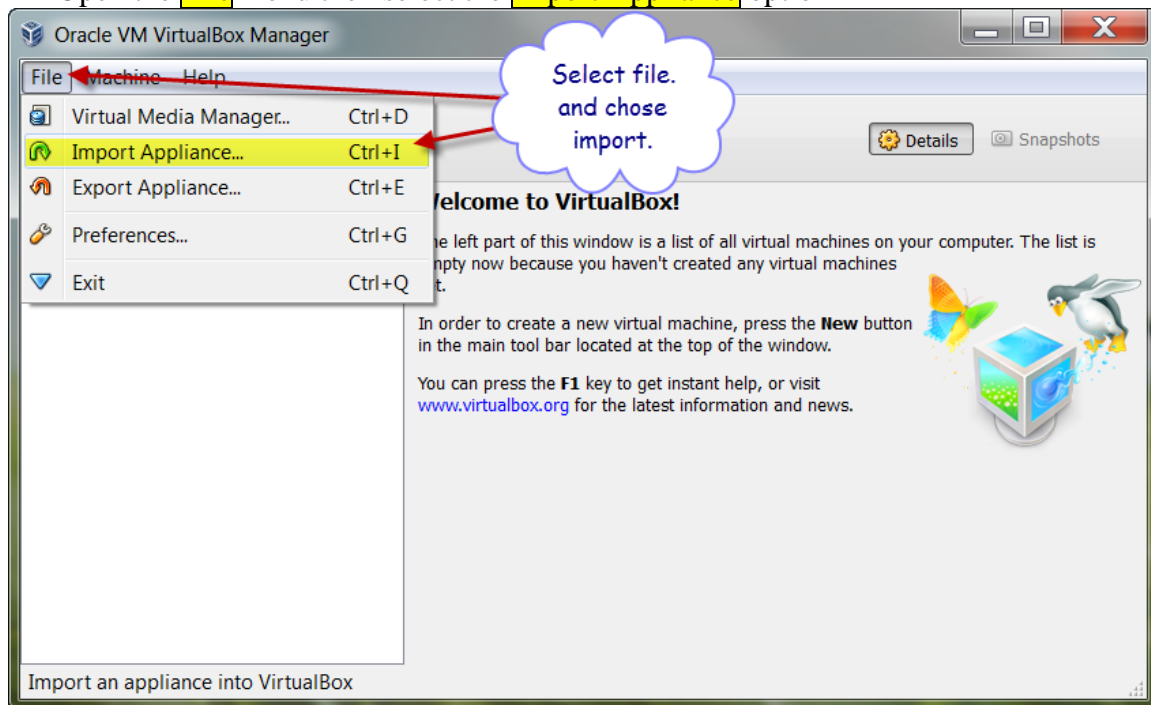 Oracle VM VirtualBox Manager
File Machine Help
Select file.
and chose
import.
Virtual Media Manager... Ctrl+D
Import Appliance... Ctrl+I
Export Appliance... Ctrl+E
Preferences... Ctrl+G
Exit Ctrl+Q
Details Snapshots
Welcome to VirtualBox!
left part of this window is a list of all virtual machines on your computer. The list is
now because you haven't created any virtual machines
In order to create a new virtual machine, press the New button
in the main tool bar located at the top of the window.
You can press the F1 key to get instant help, or visit
www.virtualbox.org for the latest information and news.
Import an appliance into VirtualBox